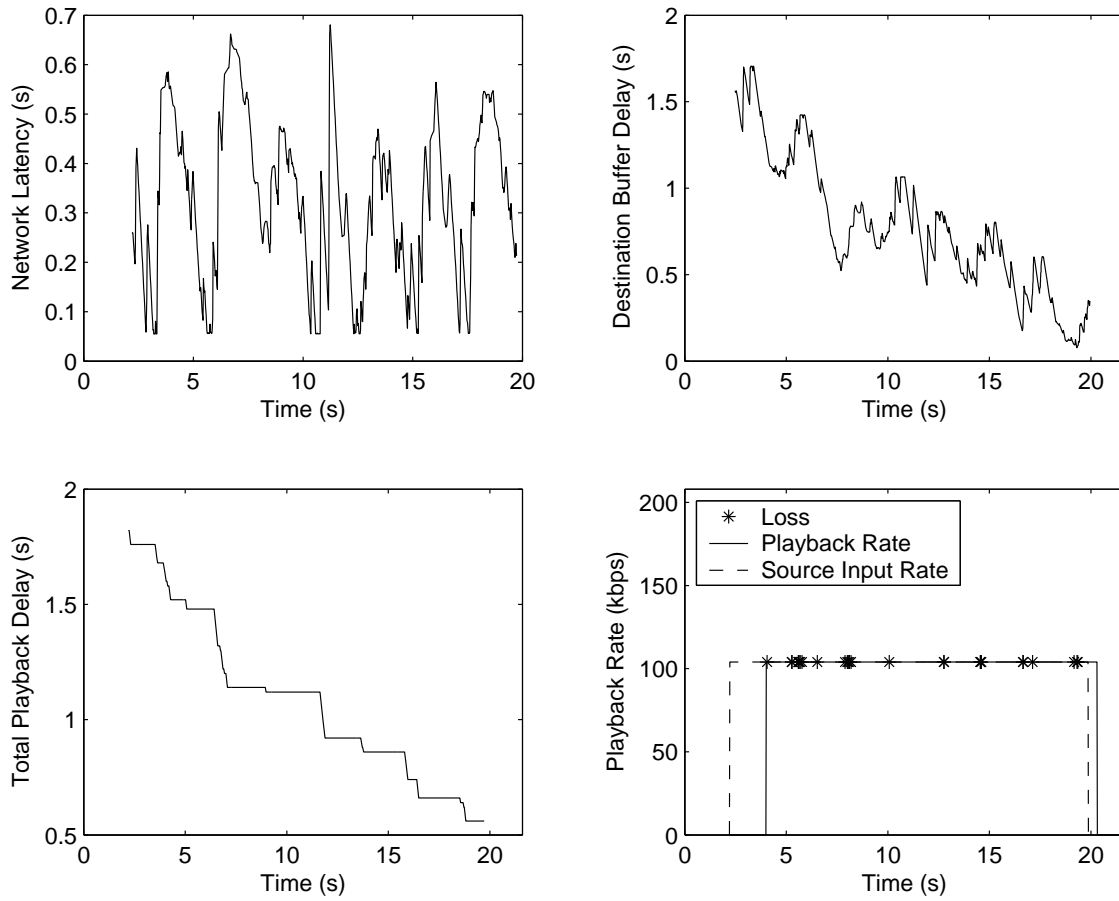 0.7
0.6
0.5
0.4
0.3
0.2
0.1
0
Network Latency (s)
0 5 10 15 20
Time (s)
2
1.5
1
0.5
0
Destination Buffer Delay (s)
0 5 10 15 20
Time (s)
2
1.5
1
0.5
Total Playback Delay (s)
0 5 10 15 20
Time (s)
200
150
100
50
0
Playback Rate (kbps)
Loss
Playback Rate
Source Input Rate
0 5 10 15 20
Time (s)